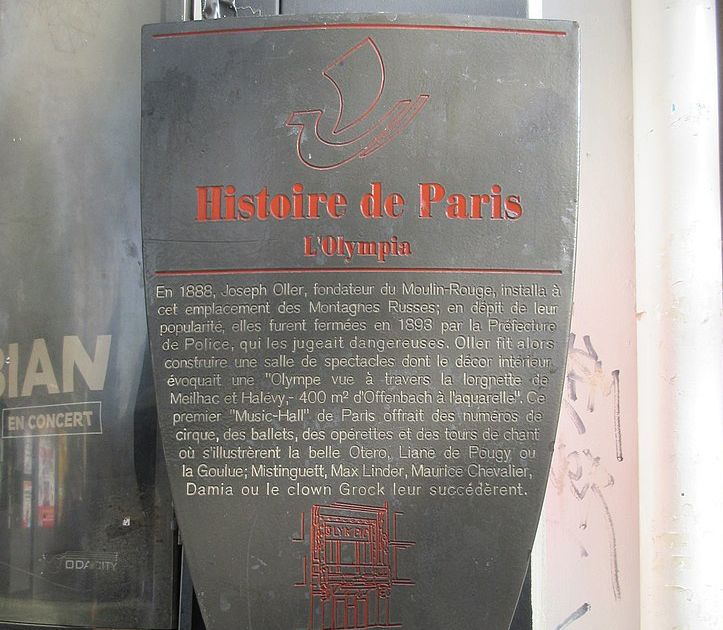 Histoire de Paris
L'Olympia
En 1888, Joseph Oller, fondateur du Moulin-Rouge, installa à
cet emplacement des Montagnes Russes; en dépit de leur
popularité, elles furent fermées en 1893 par la Préfecture
de Police, qui les jugeait dangereuses. Oller fit alors
construire une salle de spectacles dont le décor intérieur
évoquait une "Olympe vue à travers la lorgnette de
Meilhac et Halévy,- 400 m² d'Offenbach à l'aquarelle". Ce
premier "Music-Hall" de Paris offrait des numéros de
cirque, des ballets, des opérettes et des tours de chant
où s'illustrèrent la belle Otero, Liane de Pougy ou
la Goulue; Mistinguett, Max Linder, Maurice Chevalier,
Damia ou le clown Grock leur succédèrent.
OLYMPIA
BIAN
EN CONCERT
ODACITY